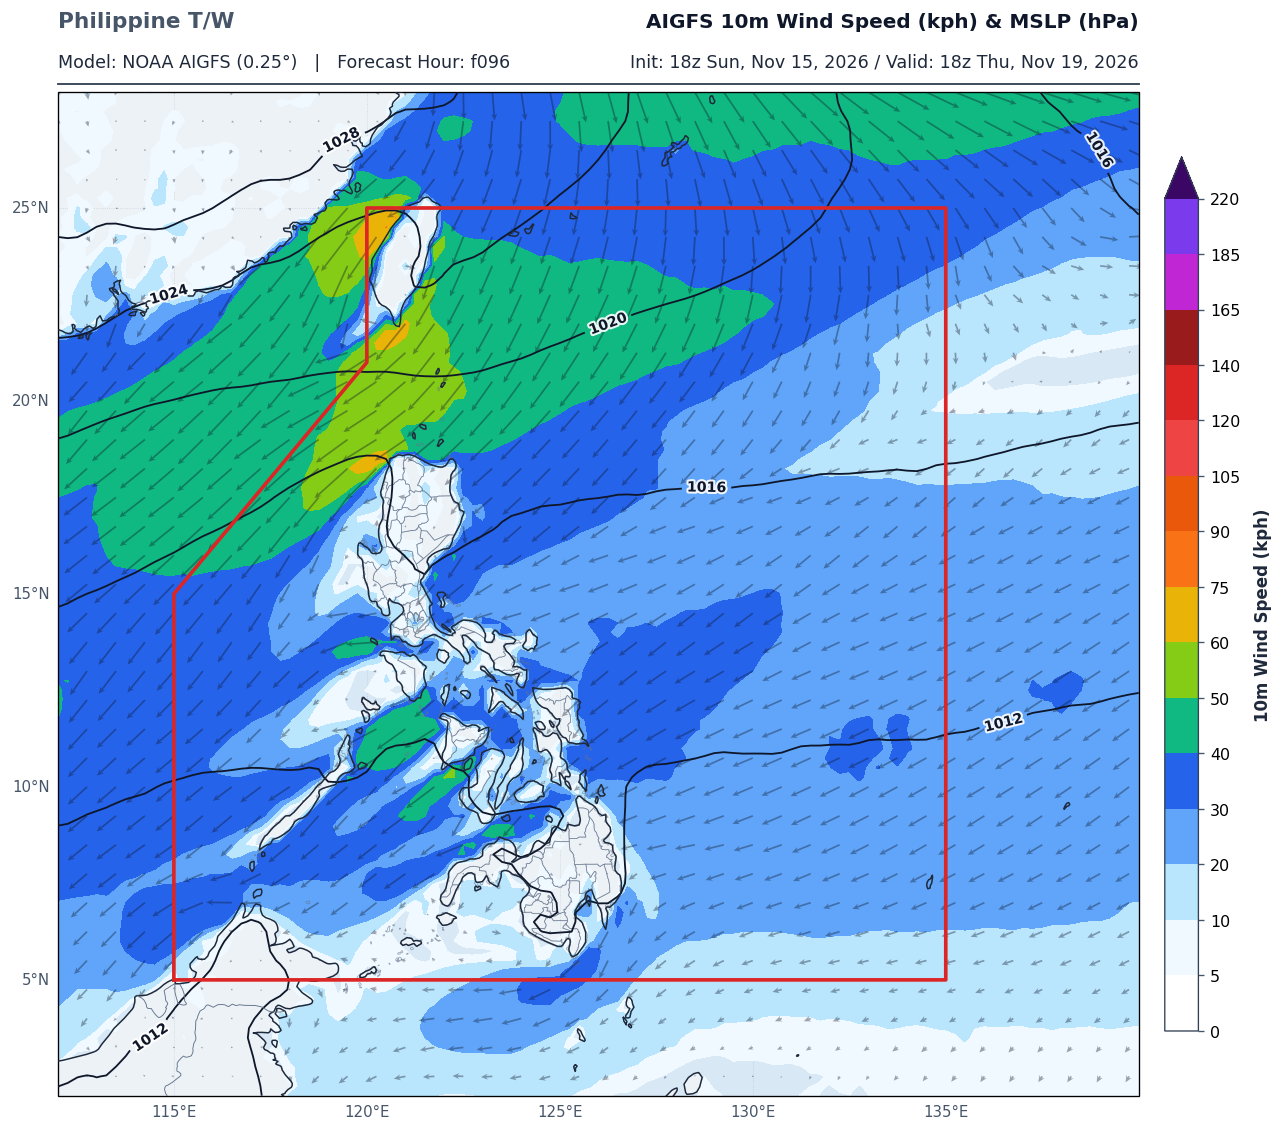 Philippine T/W
AIGFS 10m Wind Speed (kph) & MSLP (hPa)
Model: NOAA AIGFS (0.25°)   |   Forecast Hour: f096
Init: 18z Sun, Nov 15, 2026 / Valid: 18z Thu, Nov 19, 2026
1028
1016
25°N
1024
1020
20°N
1016
15°N
1012
10°N
5°N
1012
115°E
120°E
125°E
130°E
135°E
220
185
165
140
120
105
90
75
60
50
40
30
20
10
5
0
10m Wind Speed (kph)